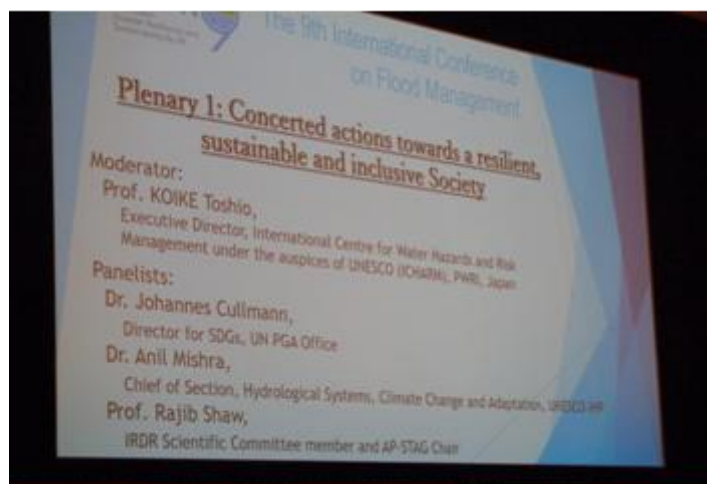 9
The 9th International Conference
on Flood Management
Plenary 1: Concerted actions towards a resilient,
sustainable and inclusive Society
Moderator:
Prof. KOIKE Toshio,
Executive Director, International Centre for Water Hazards and Risk
Management under the auspices of UNESCO (ICHARM), PWRI, Japan
Panelists:
Dr. Johannes Cullmann,
Director for SDGs, UN PGA Office
Dr. Anil Mishra,
Chief of Section, Hydrological Systems, Climate Change and Adaptation, UNESCO IHP
Prof. Rajib Shaw,
IRDR Scientific Committee member and AP-STAG Chair